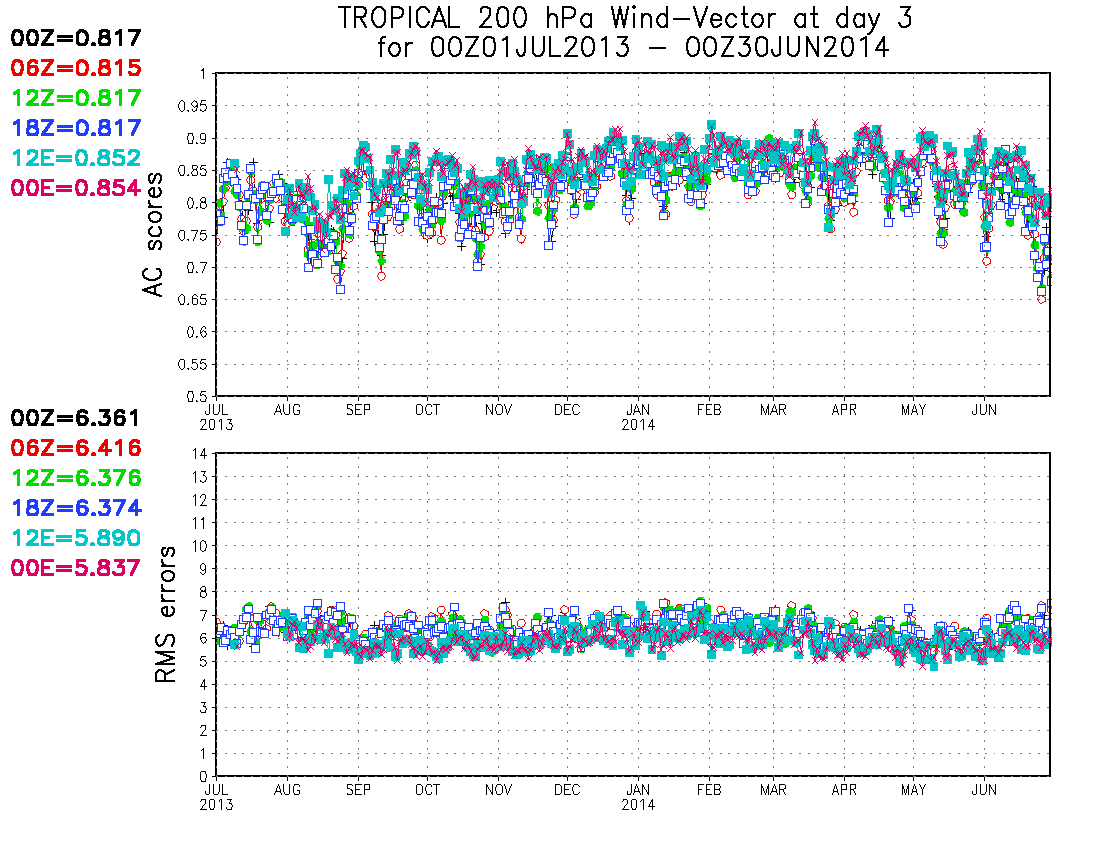 TROPICAL 200 hPa Wind-Vector at day 3
for 00Z01JUL2013 - 00Z30JUN2014
00Z=0.817
06Z=0.815
12Z=0.817
18Z=0.817
12E=0.852
00E=0.854
AC scores
1
0.95
0.9
0.85
0.8
0.75
0.7
0.65
0.6
0.55
0.5
JUL AUG SEP OCT NOV DEC JAN FEB MAR APR MAY JUN
2013 2014
00Z=6.361
06Z=6.416
12Z=6.376
18Z=6.374
12E=5.890
00E=5.837
RMS errors
14
13
12
11
10
9
8
7
6
5
4
3
2
1
0
JUL AUG SEP OCT NOV DEC JAN FEB MAR APR MAY JUN
2013 2014